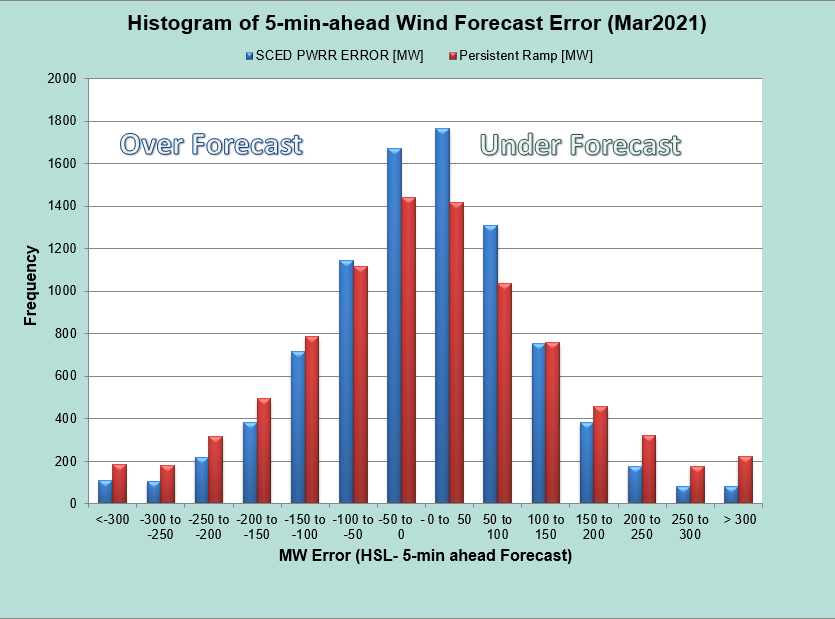 Histogram of 5-min-ahead Wind Forecast Error (Mar2021)
SCED PWRR ERROR [MW] Persistent Ramp [MW]
2000
1800
1600
1400
1200
1000
800
600
400
200
0
Over Forecast Under Forecast
Frequency
<-300 -300 to -250 to -200 to -150 to -100 to -50 to - 0 to 50 50 to 100 to 150 to 200 to 250 to > 300
-250 -200 -150 -100 -50 0 100 150 200 250 300
MW Error (HSL- 5-min ahead Forecast)